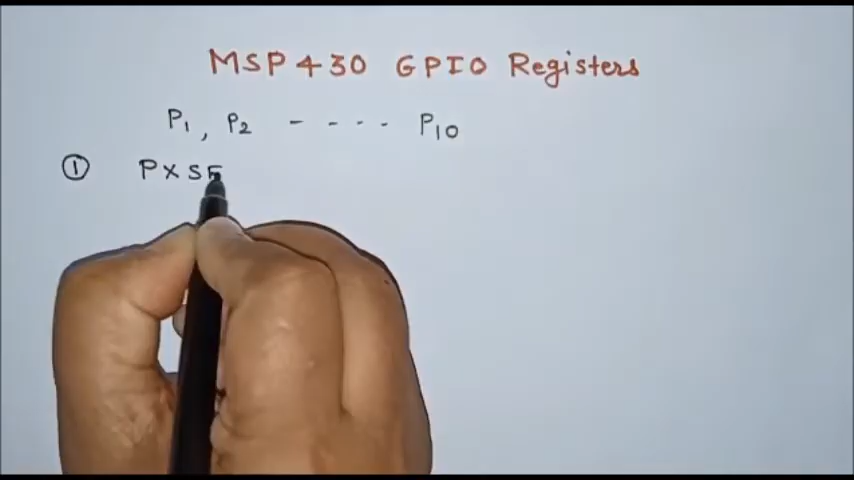 MSP430 GPIO Registers
P1, P2 - - - - - P10
① PXSE